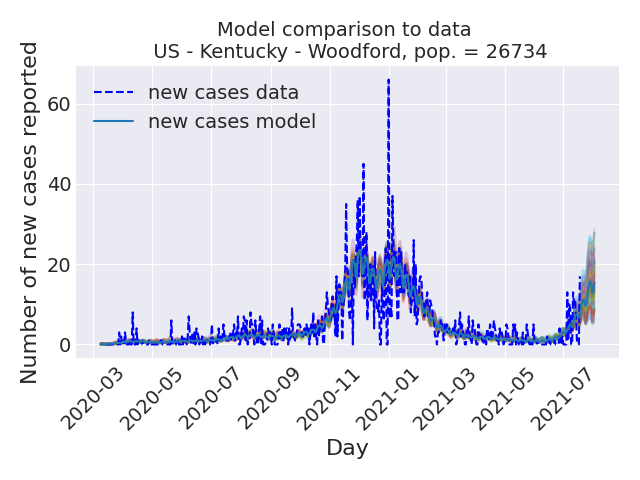 Model comparison to data
US - Kentucky - Woodford, pop. = 26734
Number of new cases reported
new cases data
new cases model
60
40
20
0
2020-03
2020-05
2020-07
2020-09
2020-11
2021-01
2021-03
2021-05
2021-07
Day